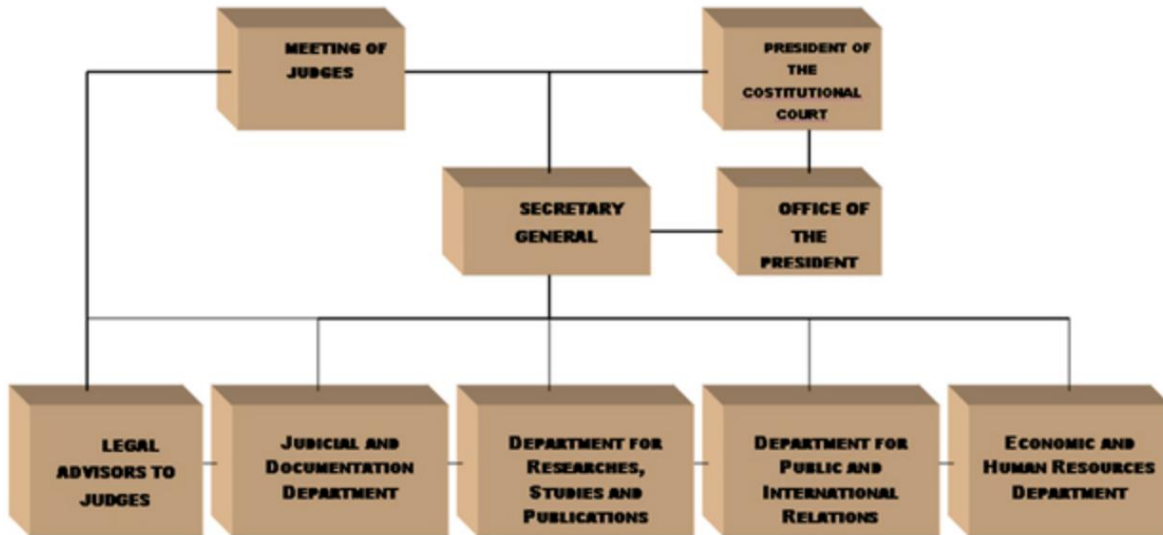 MEETING OF
JUDGES
PRESIDENT OF
THE
COSTITUTIONAL
COURT
SECRETARY
GENERAL
OFFICE OF
THE
PRESIDENT
LEGAL
ADVISORS TO
JUDGES
JUDICIAL AND
DOCUMENTATION
DEPARTMENT
DEPARTMENT FOR
RESEARCHES,
STUDIES AND
PUBLICATIONS
DEPARTMENT FOR
PUBLIC AND
INTERNATIONAL
RELATIONS
ECONOMIC AND
HUMAN RESOURCES
DEPARTMENT